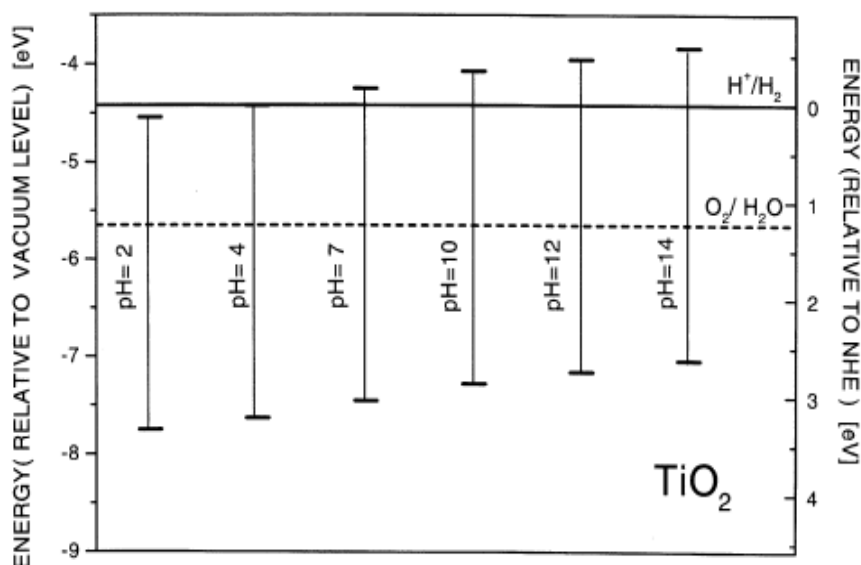 ENERGY( RELATIVE TO VACUUM LEVEL) [eV]
-4
-5
-6
-7
-8
-9
pH= 2
pH= 4
pH= 7
pH=10
pH=12
pH=14
H⁺/H₂
O₂/ H₂O
TiO₂
0
1
2
3
4
ENERGY (RELATIVE TO NHE ) [eV]